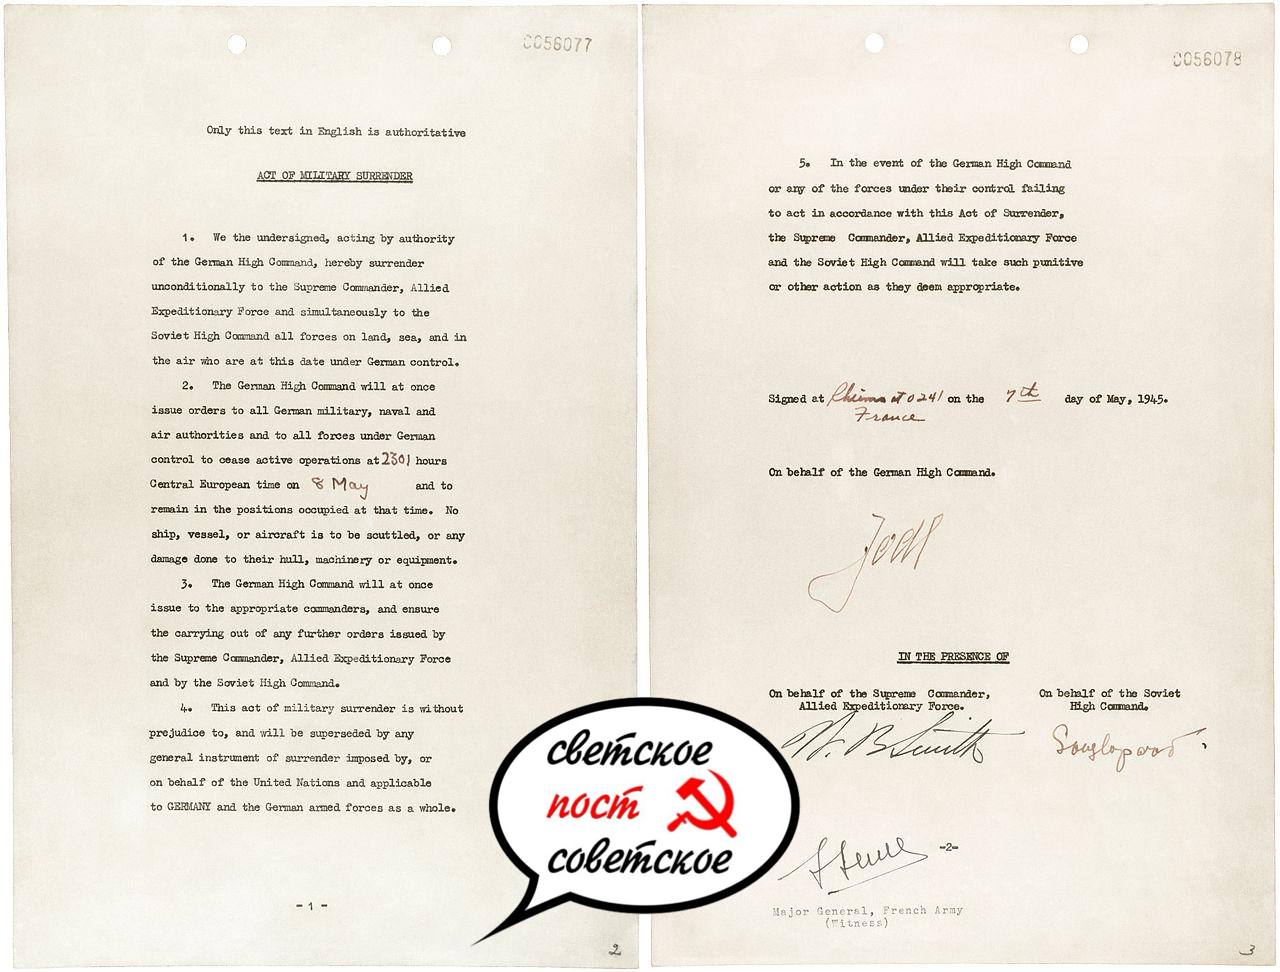 0056077
Only this text in English is authoritative
ACT OF MILITARY SURRENDER
1. We the undersigned, acting by authority
of the German High Command, hereby surrender
unconditionally to the Supreme Commander, Allied
Expeditionary Force and simultaneously to the
Soviet High Command all forces on land, sea, and in
the air who are at this date under German control.
2. The German High Command will at once
issue orders to all German military, naval and
air authorities and to all forces under German
control to cease active operations at 2301 hours
Central European time on 8 May and to
remain in the positions occupied at that time. No
ship, vessel, or aircraft is to be scuttled, or any
damage done to their hull, machinery or equipment.
3. The German High Command will at once
issue to the appropriate commanders, and ensure
the carrying out of any further orders issued by
the Supreme Commander, Allied Expeditionary Force
and by the Soviet High Command.
4. This act of military surrender is without
prejudice to, and will be superseded by any
general instrument of surrender imposed by, or
on behalf of the United Nations and applicable
to GERMANY and the German armed forces as a whole.
-1-
2
0056078
5. In the event of the German High Command
or any of the forces under their control failing
to act in accordance with this Act of Surrender,
the Supreme Commander, Allied Expeditionary Force
and the Soviet High Command will take such punitive
or other action as they deem appropriate.
Signed at Rheims at 0241 on the 7th day of May, 1945.
France
On behalf of the German High Command.
Jodl
IN THE PRESENCE OF
On behalf of the Supreme Commander,
Allied Expeditionary Force.
W. B. Smith
On behalf of the Soviet
High Command.
-2-
Major General, French Army
(Witness)
3
светское
пост
советское